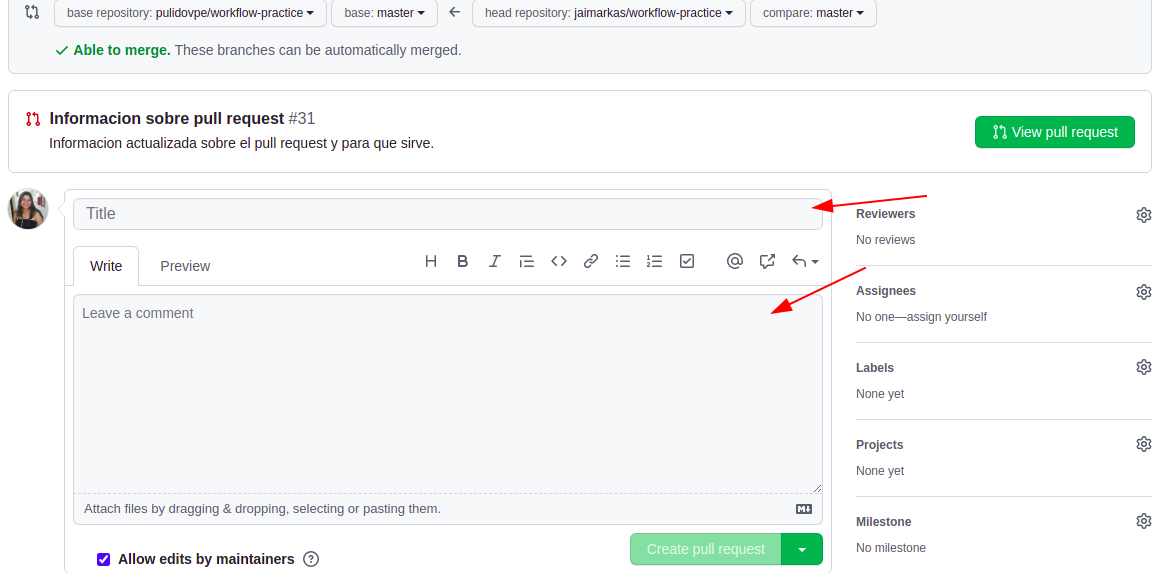 base repository: pulidovpe/workflow-practice base: master head repository: jaimarkas/workflow-practice compare: master
Able to merge. These branches can be automatically merged.
Informacion sobre pull request #31
Informacion actualizada sobre el pull request y para que sirve.
View pull request
Title
Write Preview
Leave a comment
Attach files by dragging & dropping, selecting or pasting them.
Allow edits by maintainers
Create pull request
Reviewers
No reviews
Assignees
No one—assign yourself
Labels
None yet
Projects
None yet
Milestone
No milestone